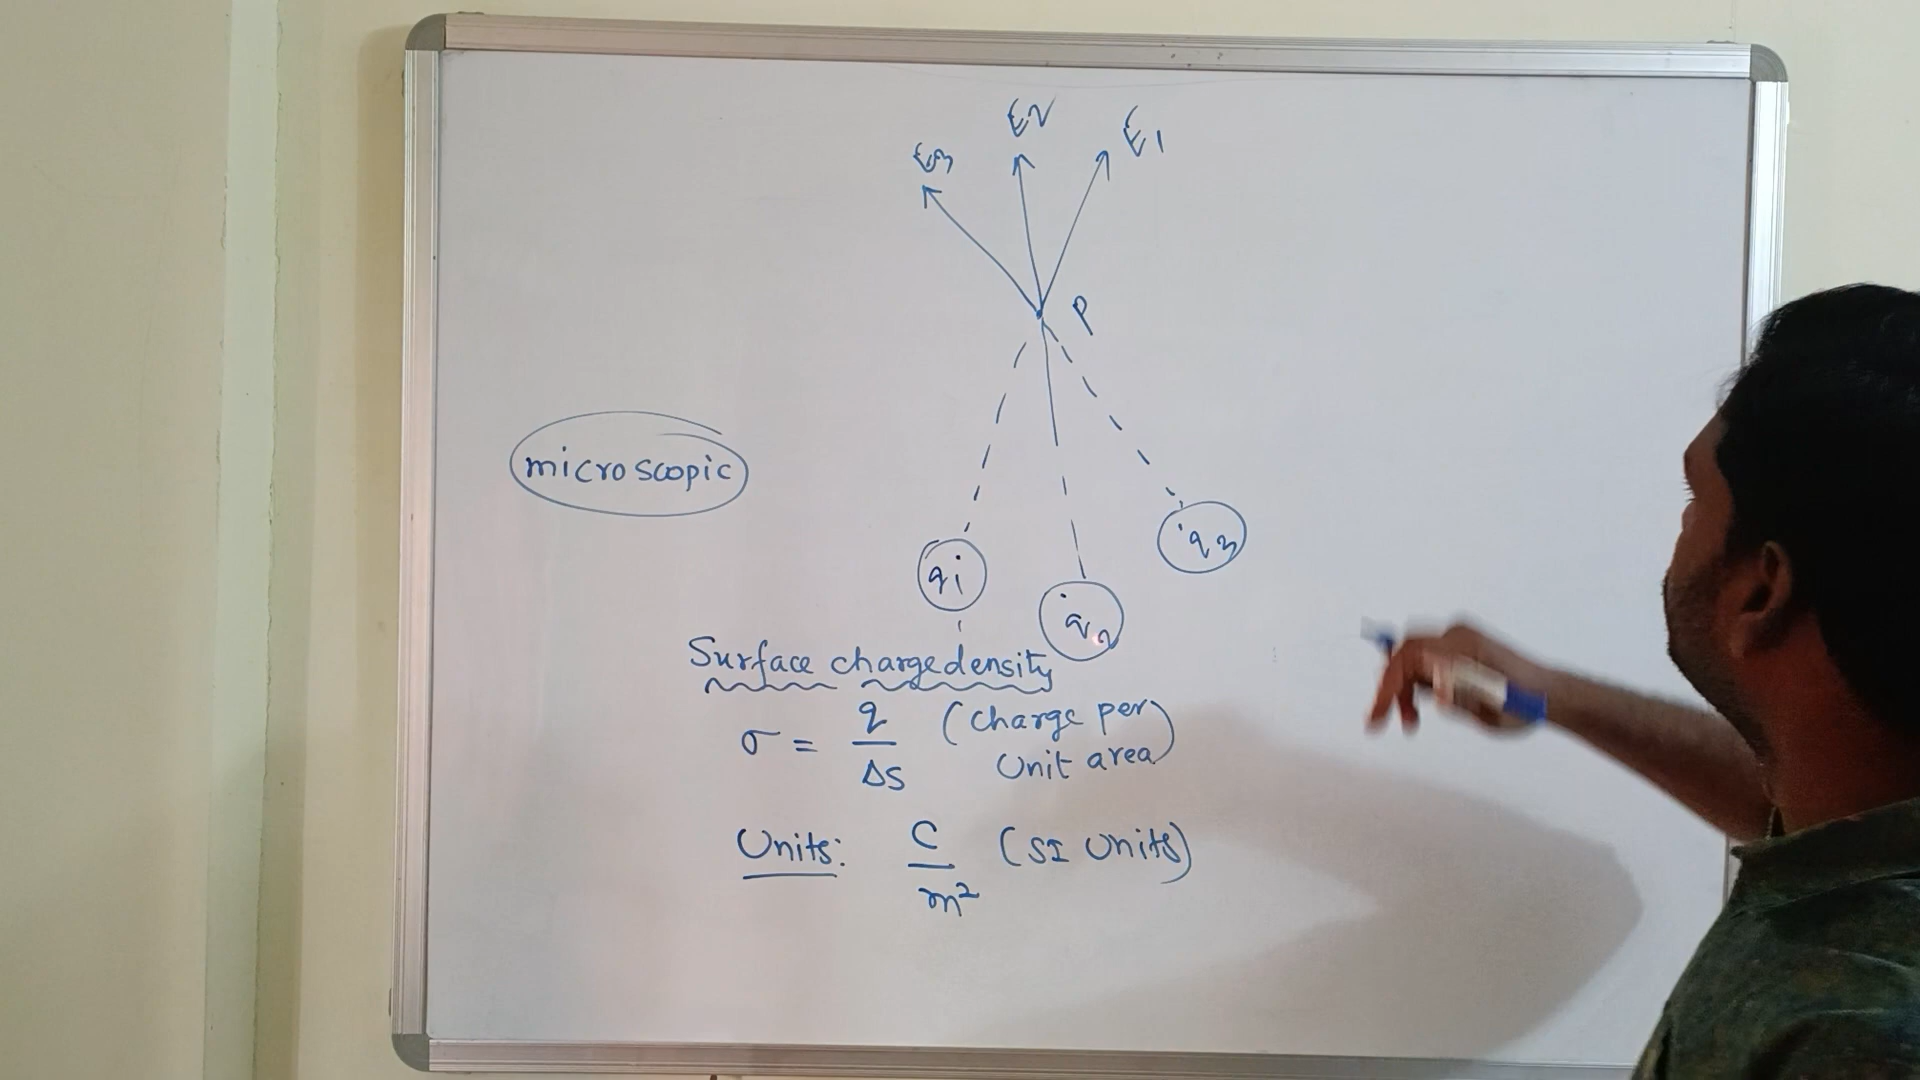 E3 E2 E1
P
microscopic
q1 q2 q3
Surface charge density
σ = q/Δs (Charge per Unit area)
Units: C/m² (SI Units)